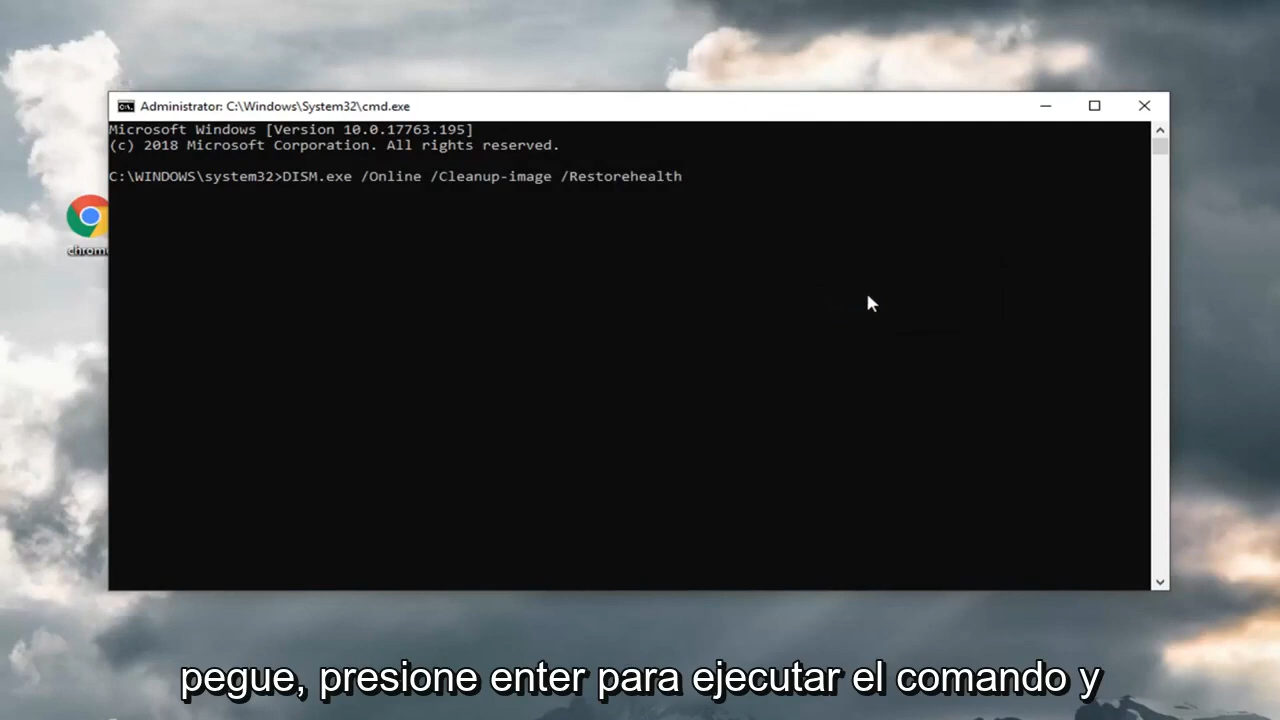 Administrator: C:\Windows\System32\cmd.exe
Microsoft Windows [Version 10.0.17763.195]
(c) 2018 Microsoft Corporation. All rights reserved.
C:\WINDOWS\system32>DISM.exe /Online /Cleanup-image /Restorehealth
pegue, presione enter para ejecutar el comando y